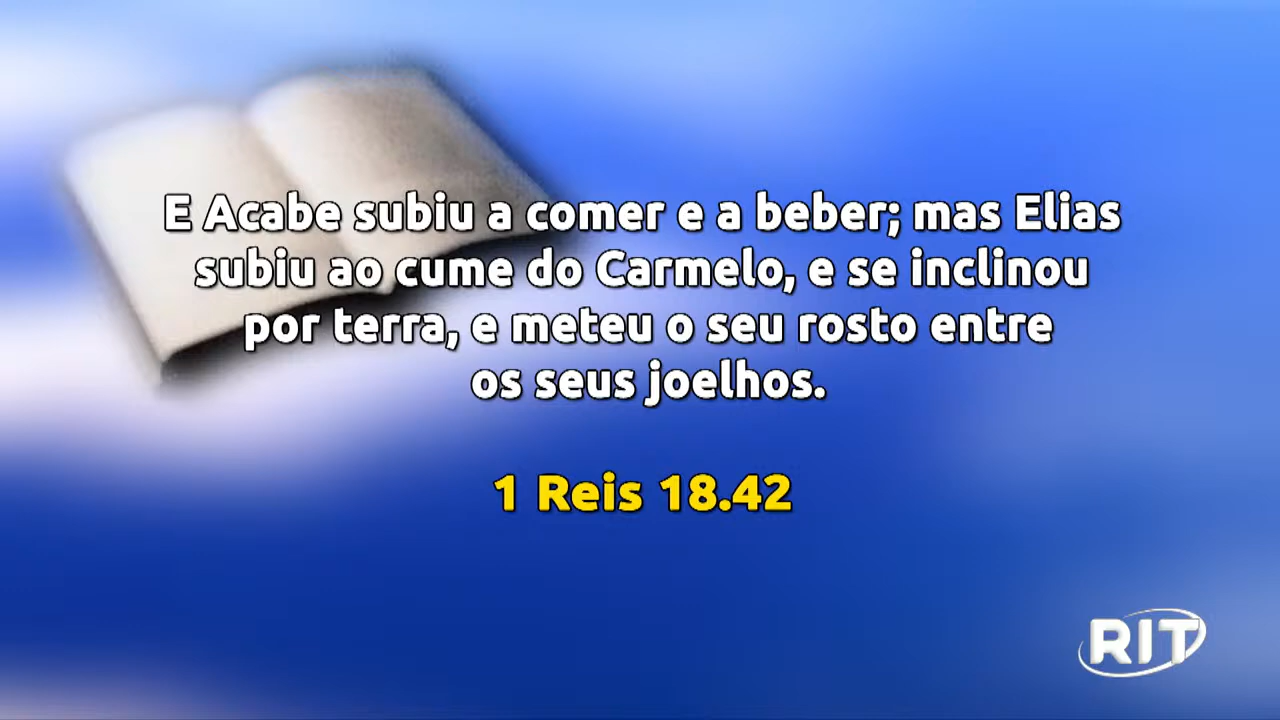 E Acabe subiu a comer e a beber; mas Elias
subiu ao cume do Carmelo, e se inclinou
por terra, e meteu o seu rosto entre
os seus joelhos.
1 Reis 18.42
RIT